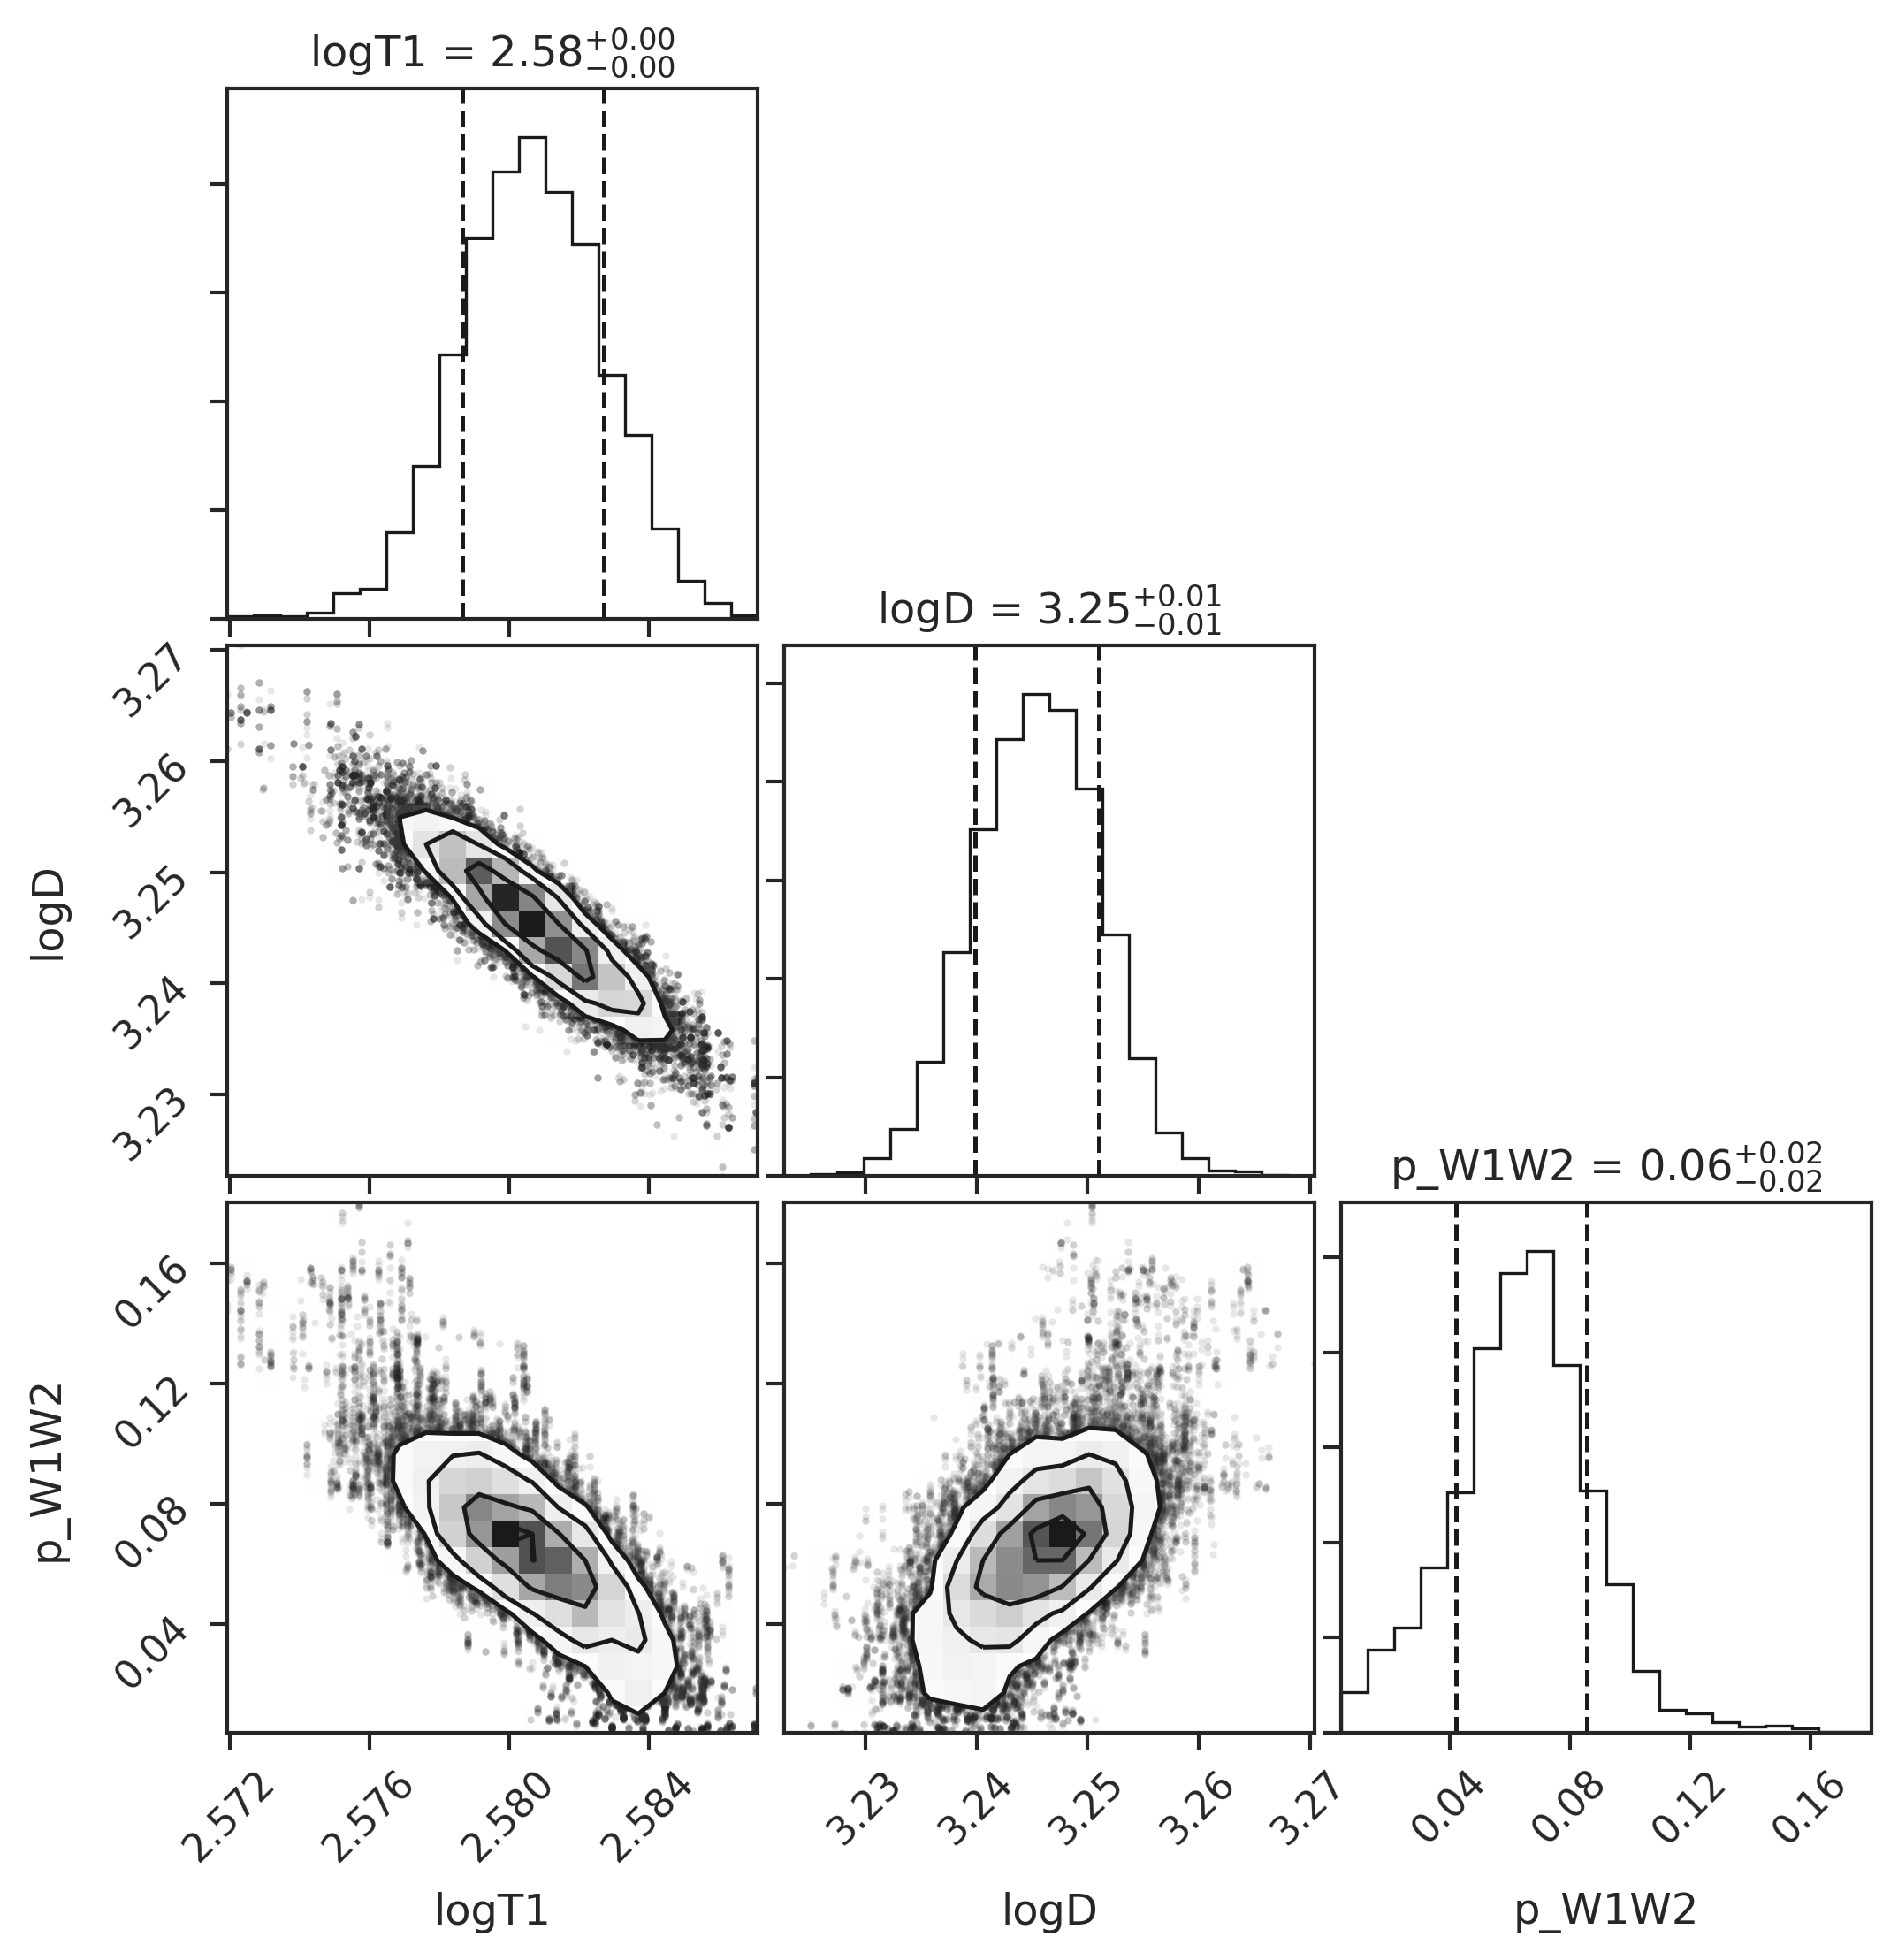 logT1 = 2.58+0.00 −0.00
logD = 3.25+0.01 −0.01
p_W1W2 = 0.06+0.02 −0.02
logD
3.27
3.26
3.25
3.24
3.23
p_W1W2
0.16
0.12
0.08
0.04
2.572 2.576 2.580 2.584
3.23 3.24 3.25 3.26 3.27
0.04 0.08 0.12 0.16
logT1
logD
p_W1W2